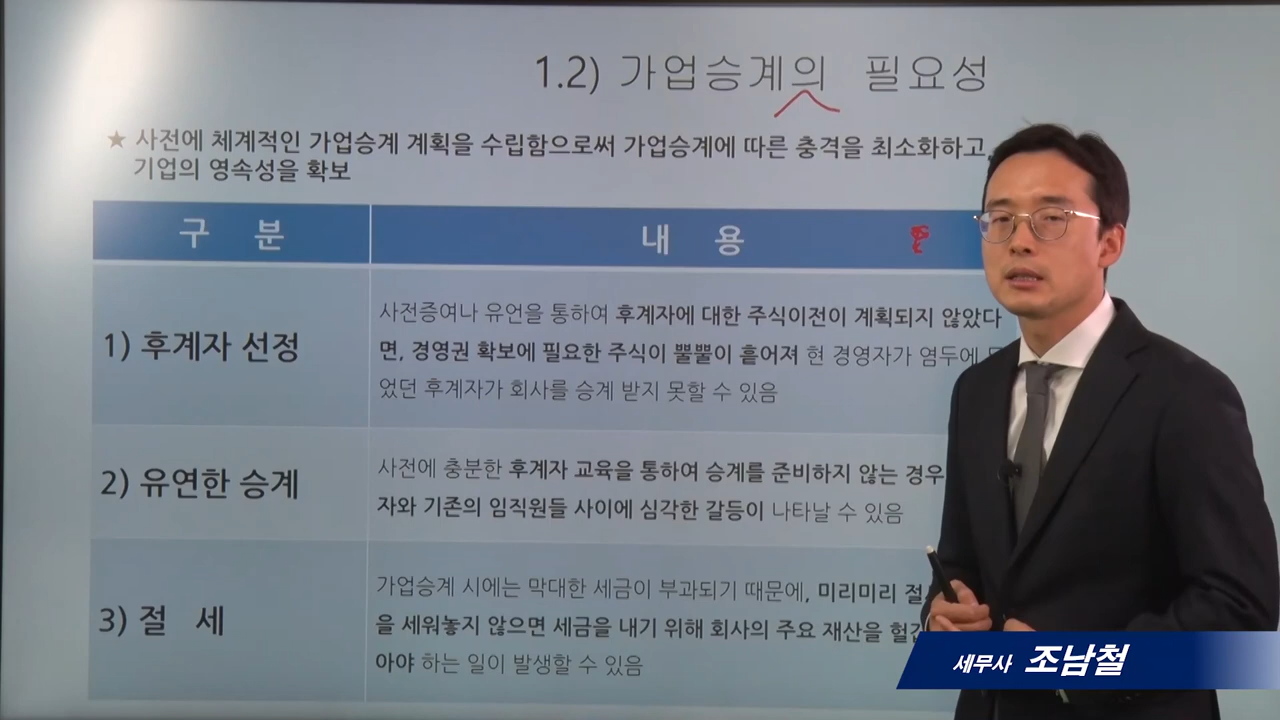 1.2) 가업승계의 필요성
★ 사전에 체계적인 가업승계 계획을 수립함으로써 가업승계에 따른 충격을 최소화하고,
기업의 영속성을 확보
구 분
내 용
1) 후계자 선정
사전증여나 유언을 통하여 후계자에 대한 주식이전이 계획되지 않았다
면, 경영권 확보에 필요한 주식이 뿔뿔이 흩어져 현 경영자가 염두에
었던 후계자가 회사를 승계 받지 못할 수 있음
2) 유연한 승계
사전에 충분한 후계자 교육을 통하여 승계를 준비하지 않는 경우
자와 기존의 임직원들 사이에 심각한 갈등이 나타날 수 있음
3) 절 세
가업승계 시에는 막대한 세금이 부과되기 때문에, 미리미리
을 세워놓지 않으면 세금을 내기 위해 회사의 주요 재산을
아야 하는 일이 발생할 수 있음
세무사 조남철